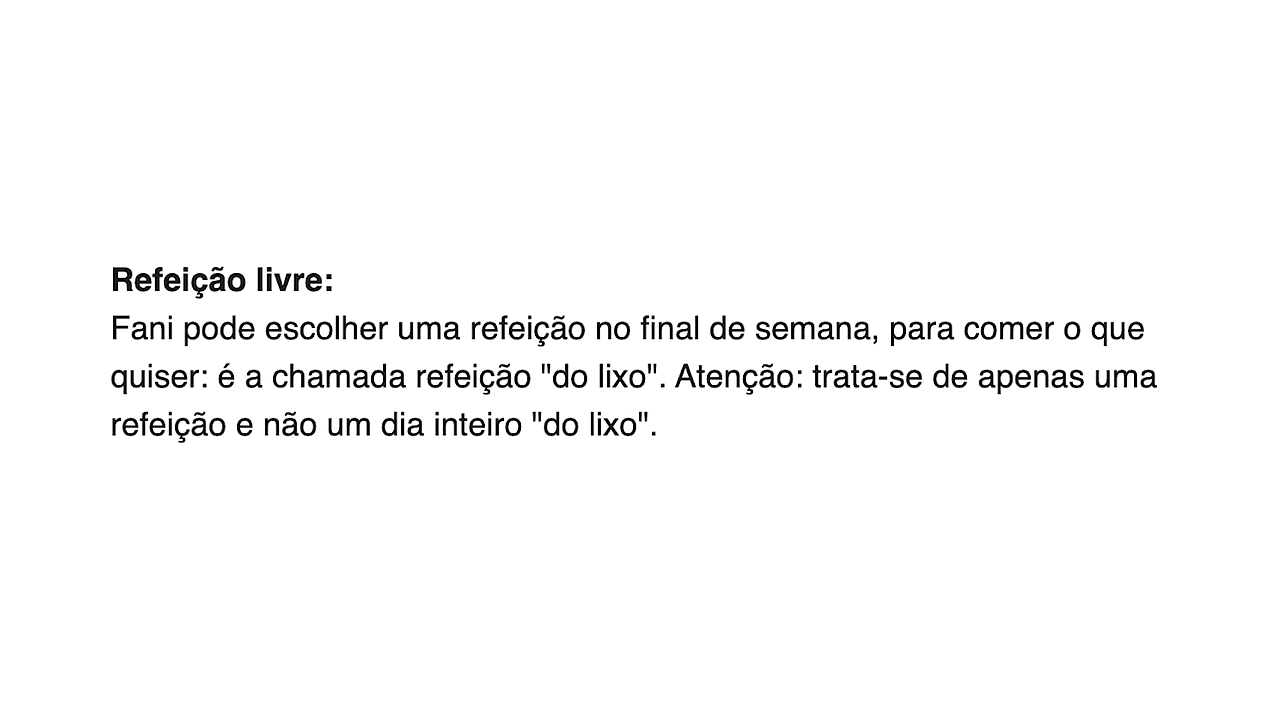 Refeição livre:
Fani pode escolher uma refeição no final de semana, para comer o que
quiser: é a chamada refeição "do lixo". Atenção: trata-se de apenas uma
refeição e não um dia inteiro "do lixo".